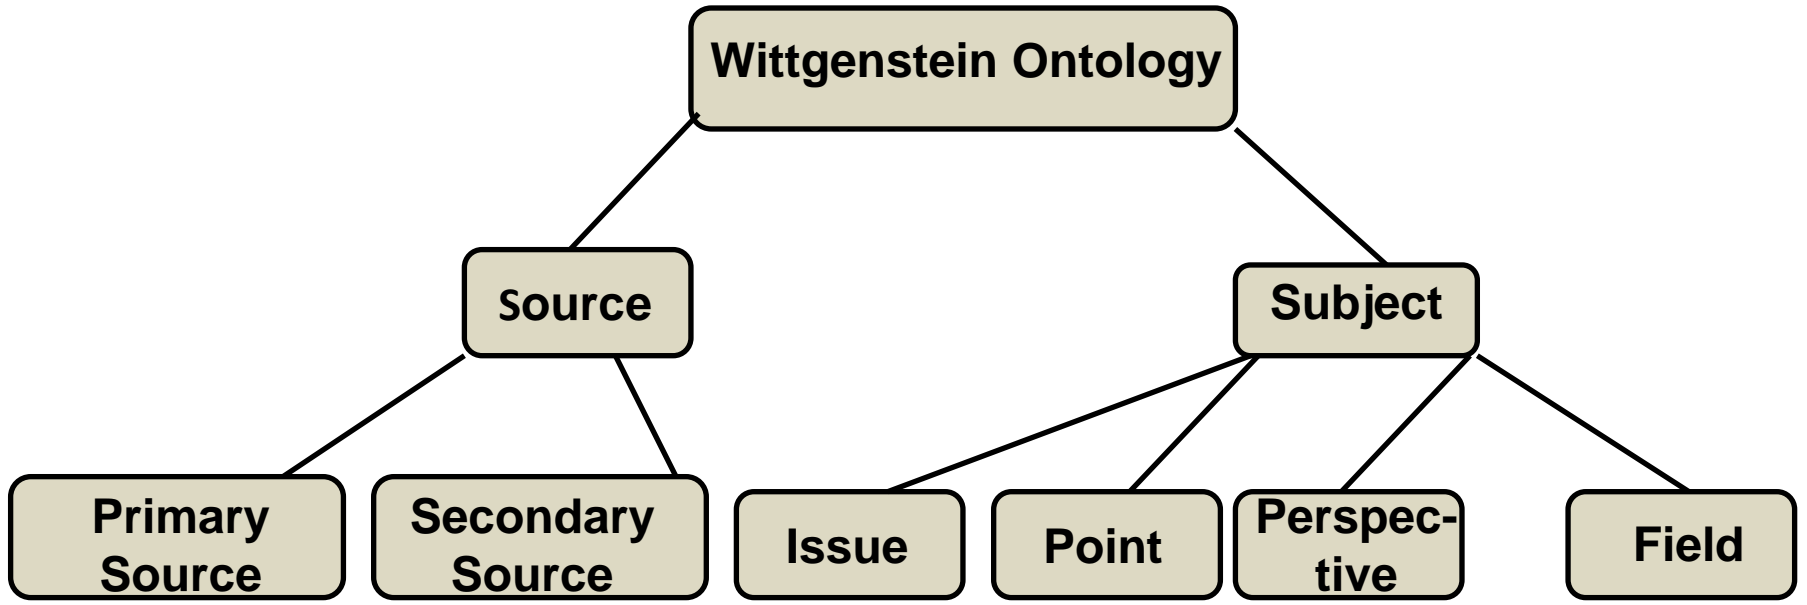 Wittgenstein Ontology
Source
Subject
Primary
Source
Secondary
Source
Issue
Point
Perspec-
tive
Field